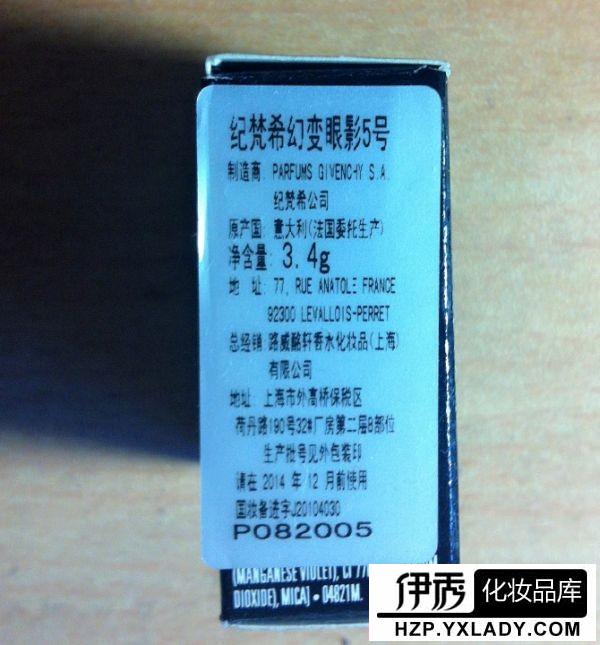 纪梵希幻变眼影5号
制造商: PARFUMS GIVENCHY S.A.
纪梵希公司
原产国: 意大利(法国委托生产)
净含量: 3.4g
地 址: 77, RUE ANATOLE FRANCE
92300 LEVALLOIS-PERRET
总经销: 路威酩轩香水化妆品(上海)
有限公司
地址: 上海市外高桥保税区
荷丹路190号32#厂房第二层B部位
生产批号见外包装印
请在 2014 年/12 月前使用
国妆备进字J20104030
P082005
(MANGANESE VIOLET), CI 77
DIOXIDE), MICA] • 04821M.
伊秀 化妆品库
HZP.YXLADY.COM